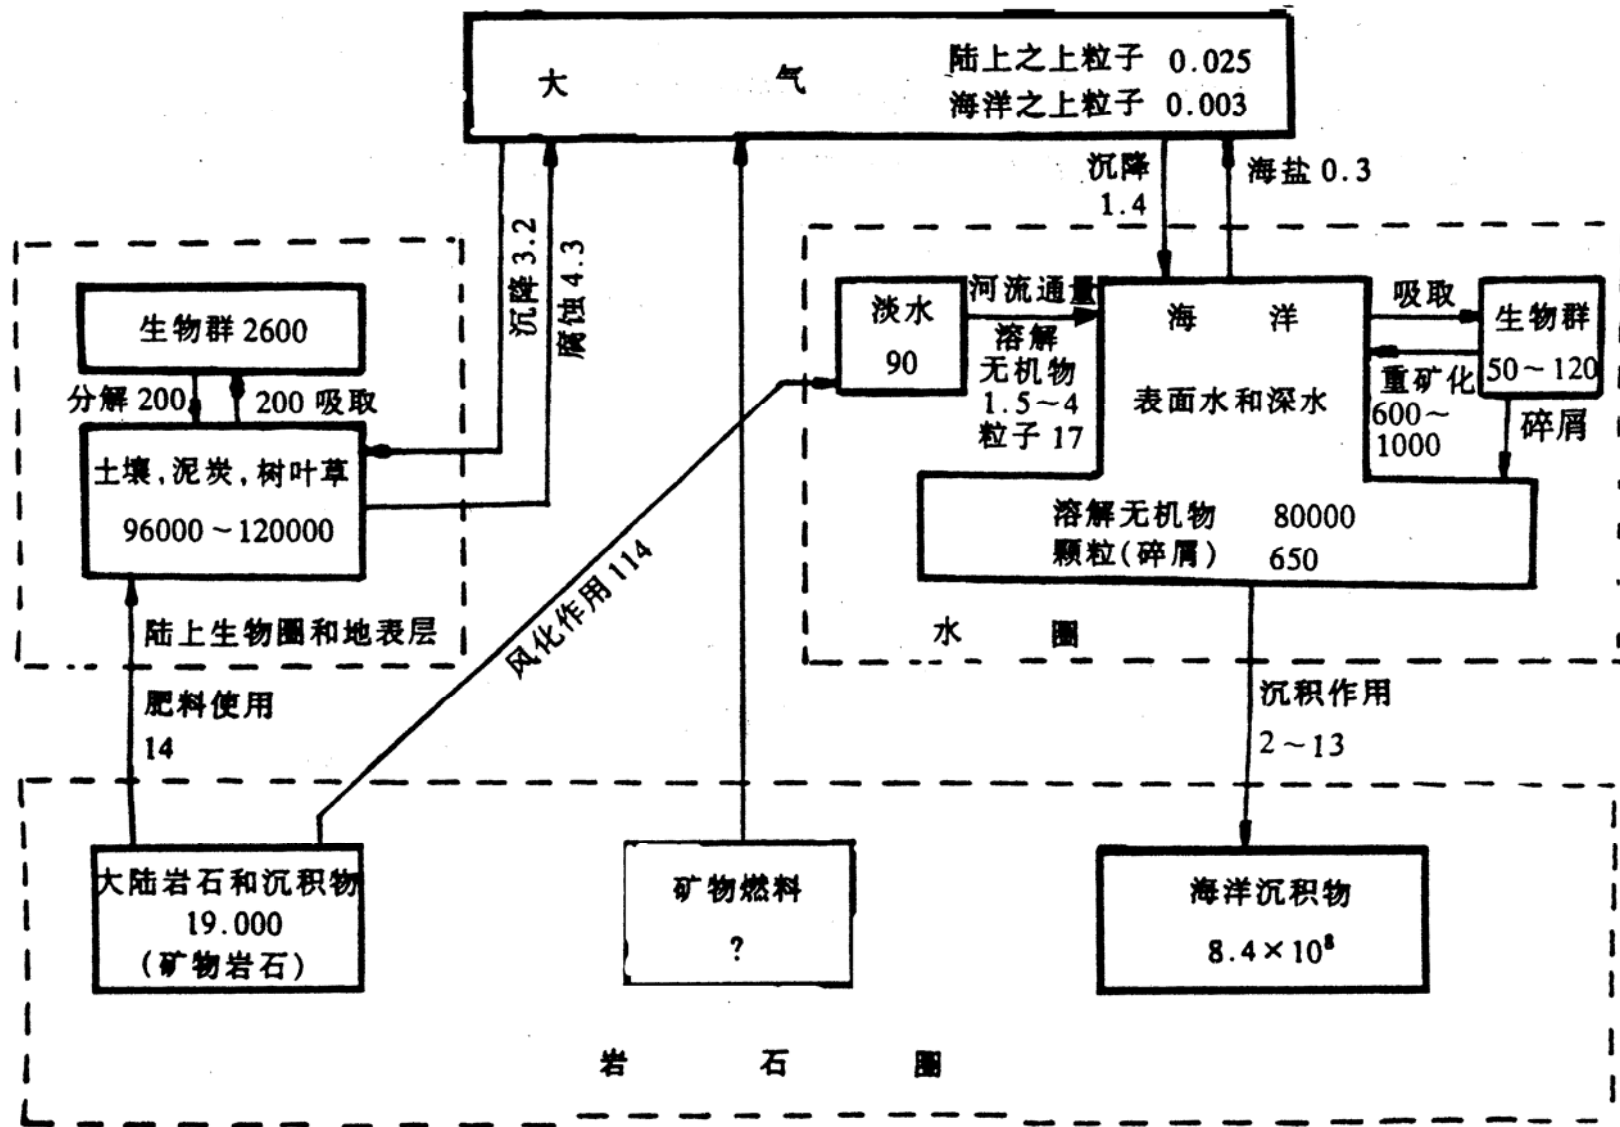 大 气
陆上之上粒子 0.025
海洋之上粒子 0.003
沉降
1.4
海盐 0.3
沉降 3.2
腐蚀 4.3
生物群 2600
分解 200
200 吸取
土壤,泥炭,树叶草
96000~120000
陆上生物圈和地表层
肥料使用
14
风化作用 114
淡水
90
河流通量
溶解
无机物
1.5~4
粒子 17
海 洋
表面水和深水
溶解无机物 80000
颗粒(碎屑) 650
吸取
重矿化
600~
1000
生物群
50~120
碎屑
水 圈
沉积作用
2~13
大陆岩石和沉积物
19.000
(矿物岩石)
矿物燃料
?
海洋沉积物
8.4×10⁸
岩 石 圈